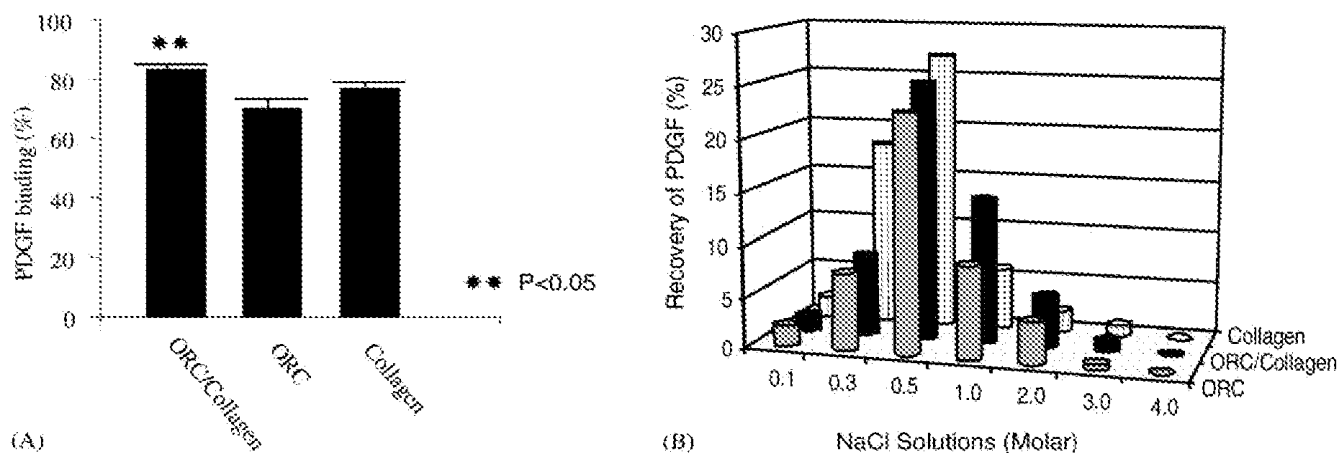 100
80
60
40
20
0
PDGF binding (%)
**
** P<0.05
ORC/Collagen
ORC
Collagen
(A)
30
25
20
15
10
5
0
Recovery of PDGF (%)
0.1 0.3 0.5 1.0 2.0 3.0 4.0
Collagen
ORC/Collagen
ORC
NaCl Solutions (Molar)
(B)